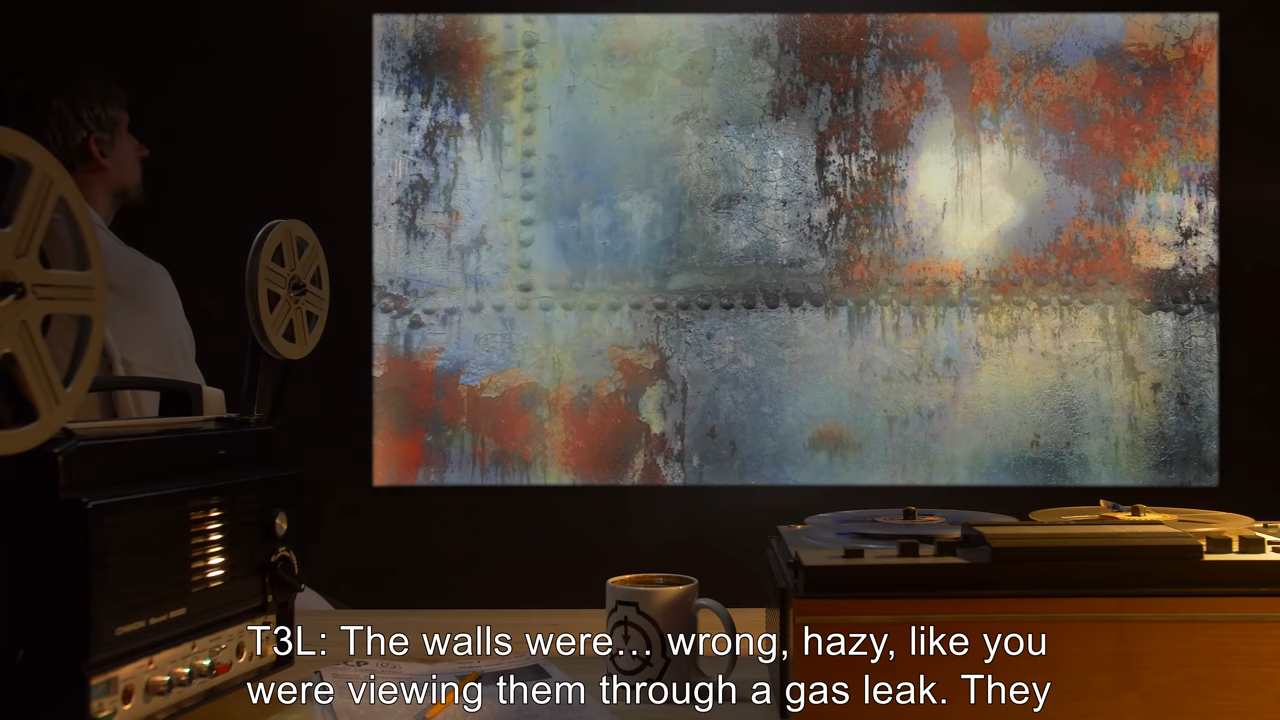 T3L: The walls were… wrong, hazy, like you
were viewing them through a gas leak. They